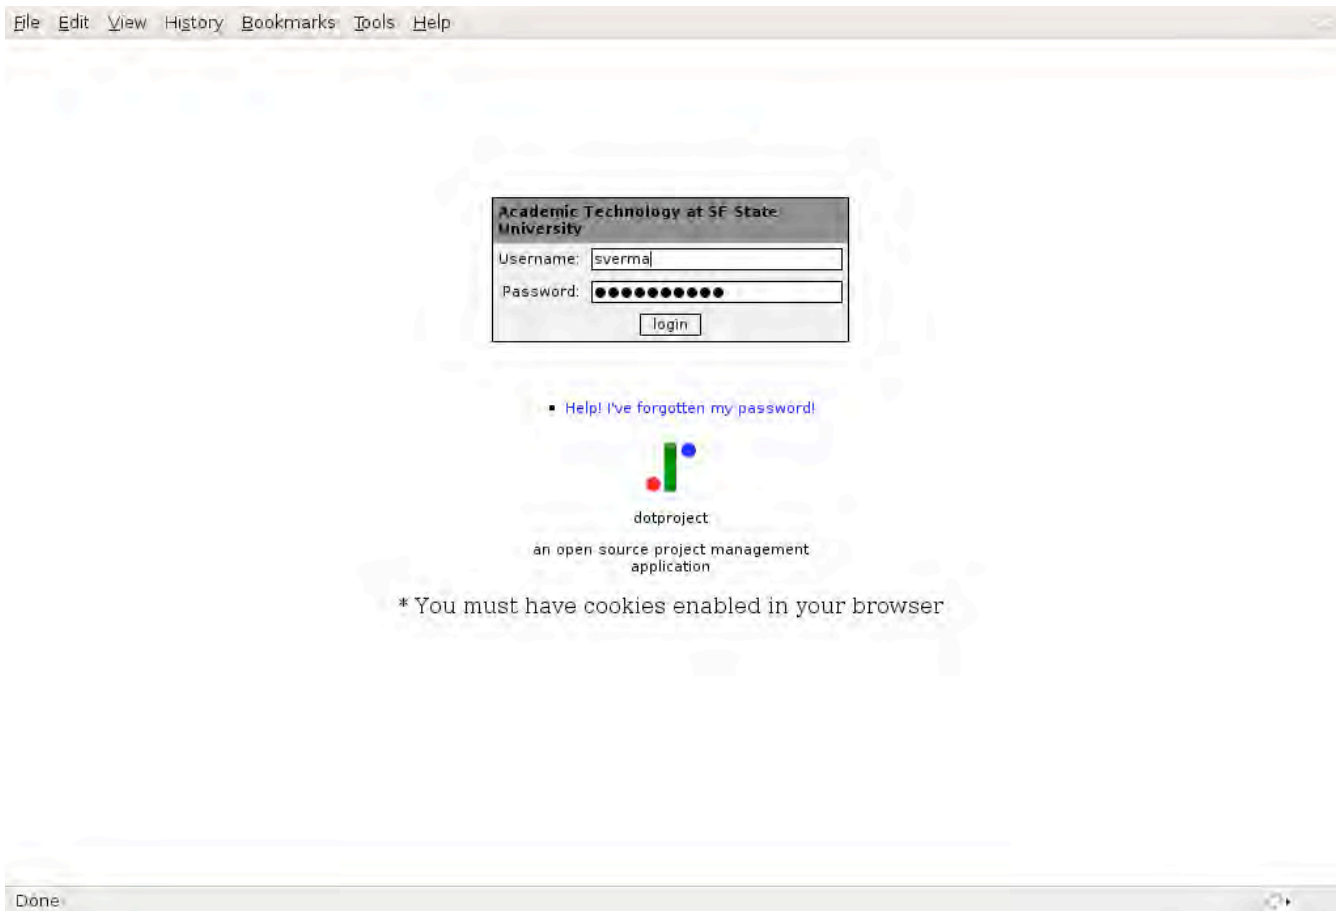 File Edit View History Bookmarks Tools Help
Academic Technology at SF State
University
Username: sverma
Password: ●●●●●●●●●●
login
Help! I've forgotten my password!
dotproject
an open source project management
application
* You must have cookies enabled in your browser
Done